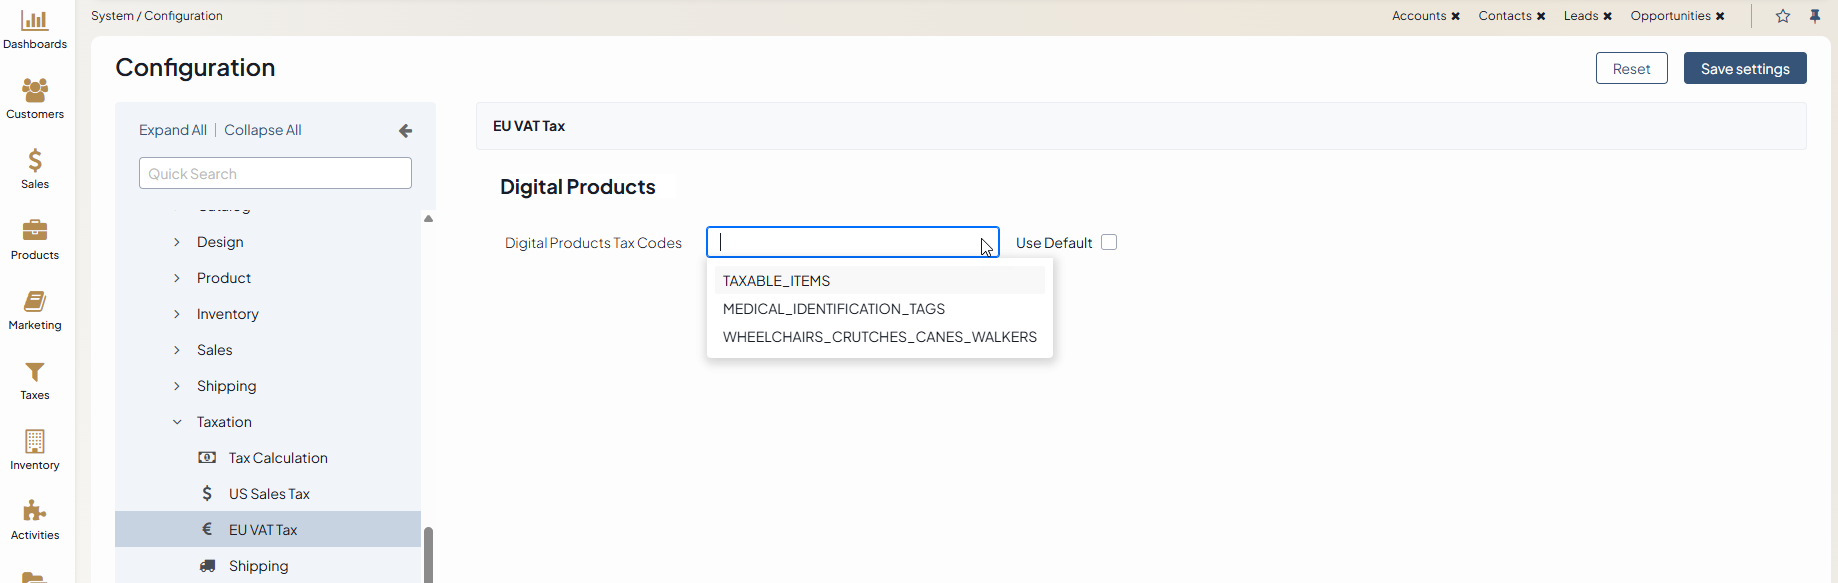 System / Configuration
Accounts ✖ Contacts ✖ Leads ✖ Opportunities ✖
Dashboards
Customers
Sales
Products
Marketing
Taxes
Inventory
Activities
Configuration
Reset
Save settings
Expand All | Collapse All
Quick Search
Catalog
Design
Product
Inventory
Sales
Shipping
Taxation
Tax Calculation
$ US Sales Tax
€ EU VAT Tax
Shipping
EU VAT Tax
Digital Products
Digital Products Tax Codes
Use Default
TAXABLE_ITEMS
MEDICAL_IDENTIFICATION_TAGS
WHEELCHAIRS_CRUTCHES_CANES_WALKERS